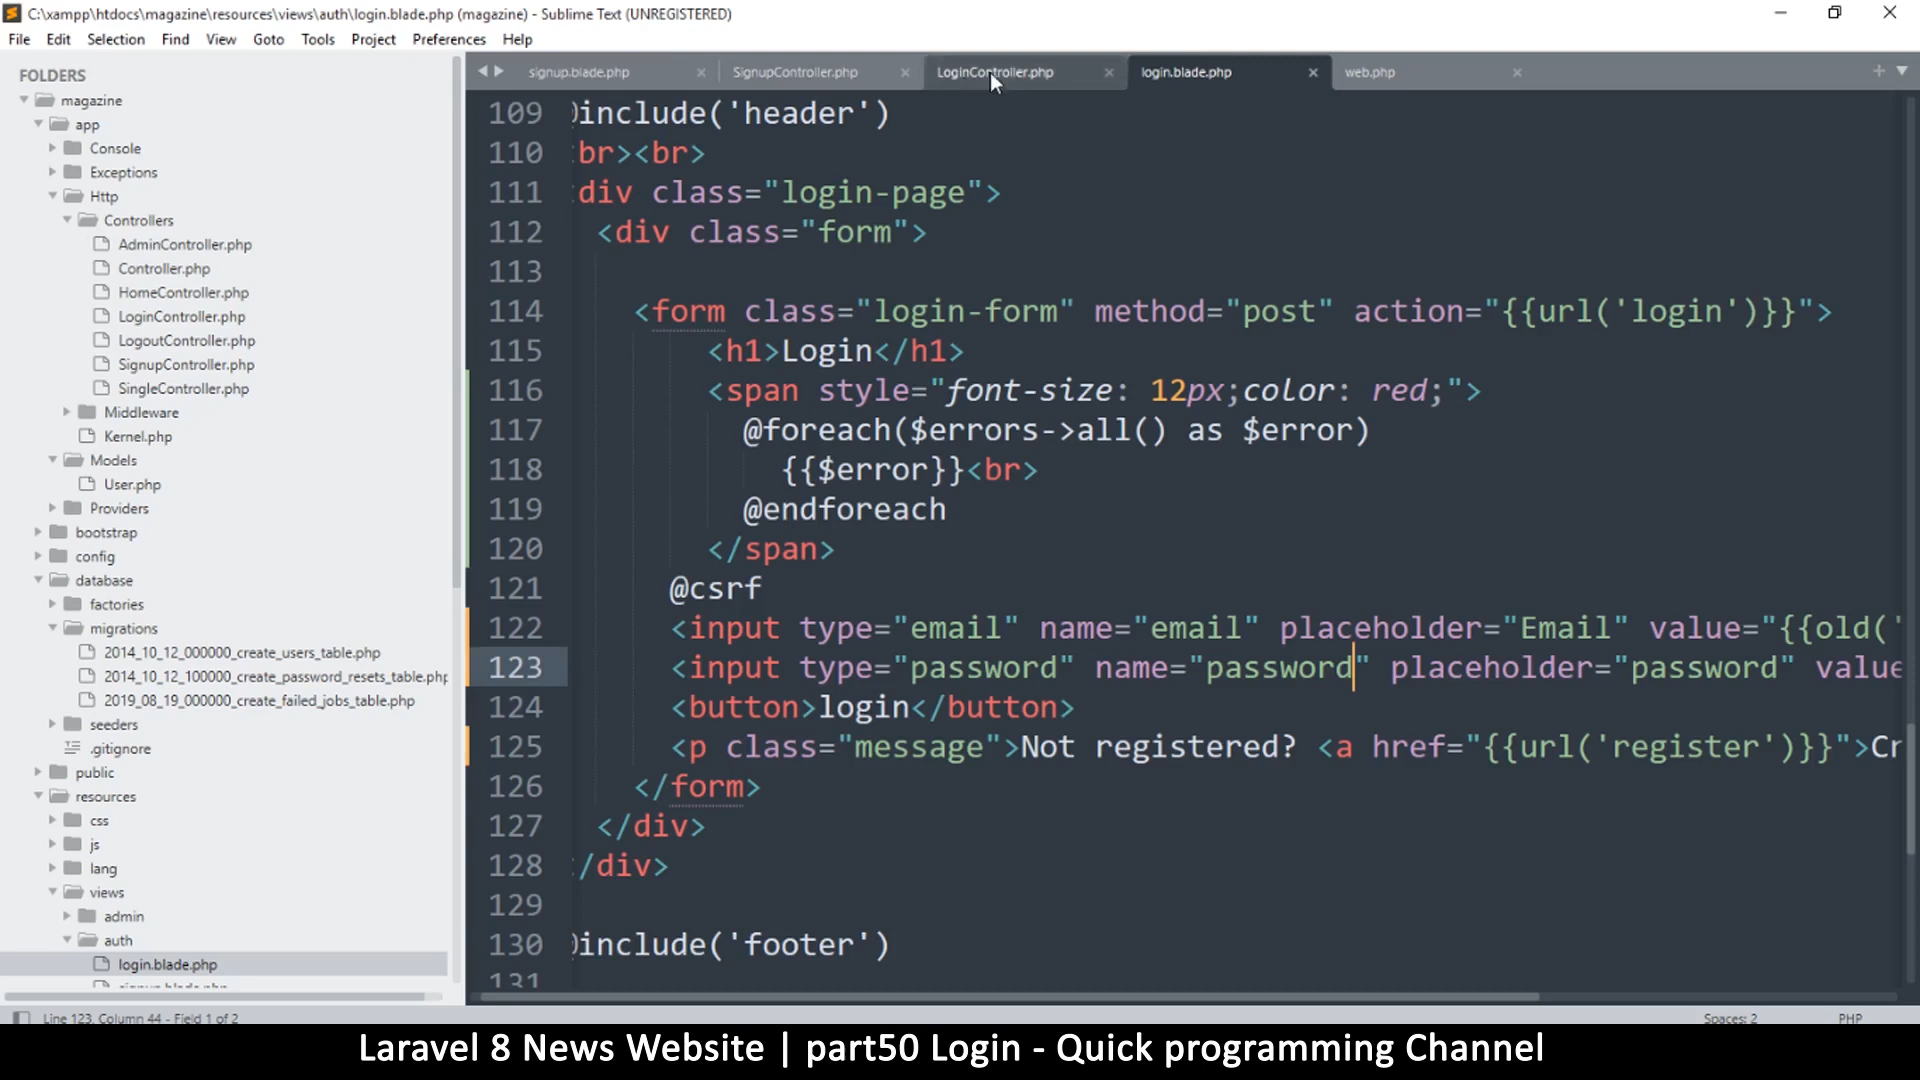 C:\xampp\htdocs\magazine\resources\views\auth\login.blade.php (magazine) - Sublime Text (UNREGISTERED)
File Edit Selection Find View Goto Tools Project Preferences Help
FOLDERS
magazine
app
Console
Exceptions
Http
Controllers
AdminController.php
Controller.php
HomeController.php
LoginController.php
LogoutController.php
SignupController.php
SingleController.php
Middleware
Kernel.php
Models
User.php
Providers
bootstrap
config
database
factories
migrations
2014_10_12_000000_create_users_table.php
2014_10_12_100000_create_password_resets_table.php
2019_08_19_000000_create_failed_jobs_table.php
seeders
.gitignore
public
resources
css
js
lang
views
admin
auth
login.blade.php
signup.blade.php
signup.blade.php SignupController.php LoginController.php login.blade.php web.php
109 @include('header')
110 br><br>
111 div class="login-page">
112 <div class="form">
113
114 <form class="login-form" method="post" action="{{url('login')}}">
115 <h1>Login</h1>
116 <span style="font-size: 12px;color: red;">
117 @foreach($errors->all() as $error)
118 {{$error}}<br>
119 @endforeach
120 </span>
121 @csrf
122 <input type="email" name="email" placeholder="Email" value="{{old('
123 <input type="password" name="password" placeholder="password" value
124 <button>login</button>
125 <p class="message">Not registered? <a href="{{url('register')}}">Cr
126 </form>
127 </div>
128 /div>
129
130 @include('footer')
131
Line 123, Column 44 - Field 1 of 2 Spaces: 2 PHP
Laravel 8 News Website | part50 Login - Quick programming Channel